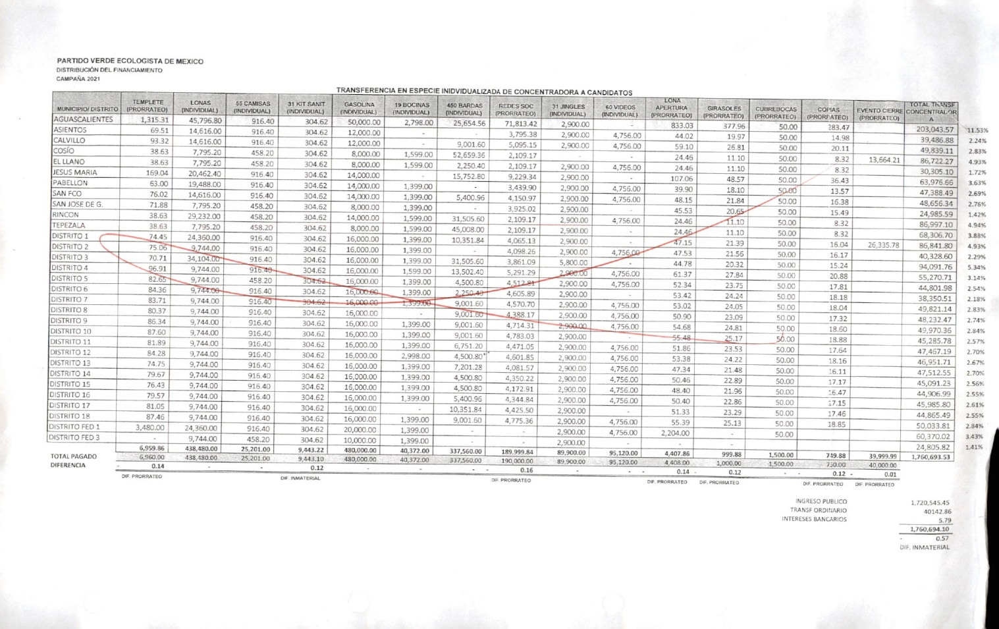 PARTIDO VERDE ECOLOGISTA DE MEXICO
DISTRIBUCIÓN DEL FINANCIAMIENTO
CAMPAÑA 2021
TRANSFERENCIA EN ESPECIE INIDVIDUALIZADA DE CONCENTRADORA A CANDIDATOS
MUNICIPIO/ DISTRITO TEMPLETE (PRORRATEO) LONAS (INDIVIDUAL) 55 CAMISAS (INDIVIDUAL) 31 KIT SANIT (INDIVIDUAL) GASOLINA (INDIVIDUAL) 19 BOCINAS (INDIVIDUAL) 450 BARDAS (INDIVIDUAL) REDES SOC (PRORRATEO) 31 JINGLES (INDIVIDUAL) 60 VIDEOS (INDIVIDUAL) LONA APERTURA (PRORRATEO) GIRASOLES (PRORRATEO) CUBREBOCAS (PRORRATEO) COPIAS (PRORRATEO) EVENTO CIERRE (PRORRATEO) TOTAL TRANSF CONCENTRALOR A
AGUASCALIENTES 1,315.31 45,796.80 916.40 304.62 50,000.00 2,798.00 25,654.56 71,813.42 2,900.00 - 833.03 377.96 50.00 283.47 203,043.57 11.53%
ASIENTOS 69.51 14,616.00 916.40 304.62 12,000.00 - - 3,795.38 2,900.00 4,756.00 44.02 19.97 50.00 14.98 39,486.88 2.24%
CALVILLO 93.32 14,616.00 916.40 304.62 12,000.00 - 9,001.60 5,095.15 2,900.00 4,756.00 59.10 26.81 50.00 20.11 49,839.11 2.83%
COSÍO 38.63 7,795.20 458.20 304.62 8,000.00 1,599.00 52,659.36 2,109.17 - - 24.46 11.10 50.00 8.32 13,664.21 86,722.27 4.93%
EL LLANO 38.63 7,795.20 458.20 304.62 8,000.00 1,599.00 2,250.40 2,109.17 2,900.00 4,756.00 24.46 11.10 50.00 8.32 30,305.10 1.72%
JESUS MARIA 169.04 20,462.40 916.40 304.62 14,000.00 - 15,752.80 9,229.34 2,900.00 - 107.06 48.57 50.00 36.43 63,976.66 3.63%
PABELLON 63.00 19,488.00 916.40 304.62 14,000.00 1,399.00 - 3,439.90 2,900.00 4,756.00 39.90 18.10 50.00 13.57 47,388.49 2.69%
SAN FCO 76.02 14,616.00 916.40 304.62 14,000.00 1,399.00 5,400.96 4,150.97 2,900.00 4,756.00 48.15 21.84 50.00 16.38 48,656.34 2.76%
SAN JOSE DE G. 71.88 7,795.20 458.20 304.62 8,000.00 1,399.00 - 3,925.02 2,900.00 - 45.53 20.65 50.00 15.49 24,985.59 1.42%
RINCON 38.63 29,232.00 458.20 304.62 14,000.00 1,599.00 31,505.60 2,109.17 2,900.00 4,756.00 24.46 11.10 50.00 8.32 86,997.10 4.94%
TEPEZALA 38.63 7,795.20 458.20 304.62 8,000.00 1,599.00 45,008.00 2,109.17 2,900.00 - 24.46 11.10 50.00 8.32 68,306.70 3.88%
DISTRITO 1 74.45 24,360.00 916.40 304.62 16,000.00 1,399.00 10,351.84 4,065.13 2,900.00 - 47.15 21.39 50.00 16.04 26,335.78 86,841.80 4.93%
DISTRITO 2 75.06 9,744.00 916.40 304.62 16,000.00 1,399.00 - 4,098.26 2,900.00 4,756.00 47.53 21.56 50.00 16.17 40,328.60 2.29%
DISTRITO 3 70.71 34,104.00 916.40 304.62 16,000.00 1,399.00 31,505.60 3,861.09 5,800.00 - 44.78 20.32 50.00 15.24 94,091.76 5.34%
DISTRITO 4 96.91 9,744.00 916.40 304.62 16,000.00 1,599.00 13,502.40 5,291.29 2,900.00 4,756.00 61.37 27.84 50.00 20.88 55,270.71 3.14%
DISTRITO 5 82.65 9,744.00 458.20 304.62 16,000.00 1,399.00 4,500.80 4,512.81 2,900.00 4,756.00 52.34 23.75 50.00 17.81 44,801.98 2.54%
DISTRITO 6 84.36 9,744.00 916.40 304.62 16,000.00 1,399.00 2,250.40 4,605.89 2,900.00 - 53.42 24.24 50.00 18.18 38,350.51 2.18%
DISTRITO 7 83.71 9,744.00 916.40 304.62 16,000.00 1,399.00 9,001.60 4,570.70 2,900.00 4,756.00 53.02 24.05 50.00 18.04 49,821.14 2.83%
DISTRITO 8 80.37 9,744.00 916.40 304.62 16,000.00 - 9,001.60 4,388.17 2,900.00 4,756.00 50.90 23.09 50.00 17.32 48,232.47 2.74%
DISTRITO 9 86.34 9,744.00 916.40 304.62 16,000.00 1,399.00 9,001.60 4,714.31 2,900.00 4,756.00 54.68 24.81 50.00 18.60 49,970.36 2.84%
DISTRITO 10 87.60 9,744.00 916.40 304.62 16,000.00 1,399.00 9,001.60 4,783.03 2,900.00 - 55.48 25.17 50.00 18.88 45,285.78 2.57%
DISTRITO 11 81.89 9,744.00 916.40 304.62 16,000.00 1,399.00 6,751.20 4,471.05 2,900.00 4,756.00 51.86 23.53 50.00 17.64 47,467.19 2.70%
DISTRITO 12 84.28 9,744.00 916.40 304.62 16,000.00 2,998.00 4,500.80 4,601.85 2,900.00 4,756.00 53.38 24.22 50.00 18.16 46,951.71 2.67%
DISTRITO 13 74.75 9,744.00 916.40 304.62 16,000.00 1,399.00 7,201.28 4,081.57 2,900.00 4,756.00 47.34 21.48 50.00 16.11 47,512.55 2.70%
DISTRITO 14 79.67 9,744.00 916.40 304.62 16,000.00 1,399.00 4,500.80 4,350.22 2,900.00 4,756.00 50.46 22.89 50.00 17.17 45,091.23 2.56%
DISTRITO 15 76.43 9,744.00 916.40 304.62 16,000.00 1,399.00 4,500.80 4,172.91 2,900.00 4,756.00 48.40 21.96 50.00 16.47 44,906.99 2.55%
DISTRITO 16 79.57 9,744.00 916.40 304.62 16,000.00 1,399.00 5,400.96 4,344.84 2,900.00 4,756.00 50.40 22.86 50.00 17.15 45,985.80 2.61%
DISTRITO 17 81.05 9,744.00 916.40 304.62 16,000.00 - 10,351.84 4,425.50 2,900.00 - 51.33 23.29 50.00 17.46 44,865.49 2.55%
DISTRITO 18 87.46 9,744.00 916.40 304.62 16,000.00 1,399.00 9,001.60 4,775.36 2,900.00 4,756.00 55.39 25.13 50.00 18.85 50,033.81 2.84%
DISTRITO FED 1 3,480.00 24,360.00 916.40 304.62 20,000.00 1,399.00 - - 2,900.00 4,756.00 2,204.00 - 50.00 60,370.02 3.43%
DISTRITO FED 3 - 9,744.00 458.20 304.62 10,000.00 1,399.00 - - 2,900.00 - - - 24,805.82 1.41%
6,959.86 438,480.00 25,201.00 9,443.22 480,000.00 40,372.00 337,560.00 189,999.84 89,900.00 95,120.00 4,407.86 999.88 1,500.00 749.88 39,999.99 1,760,693.53
TOTAL PAGADO 6,960.00 438,480.00 25,201.00 9,443.10 480,000.00 40,372.00 337,560.00 190,000.00 89,900.00 95,120.00 4,408.00 1,000.00 1,500.00 750.00 40,000.00
DIFERENCIA - 0.14 - - 0.12 - - - - 0.16 - - - 0.14 - 0.12 - - 0.12 - 0.01
DIF. PRORRATEO DIF. INMATERIAL DIF. PRORRATEO DIF. PRORRATEO DIF. PRORRATEO DIF. PRORRATEO DIF. PRORRATEO
INGRESO PUBLICO 1,720,545.45
TRANSF ORDINARIO 40142.86
INTERESES BANCARIOS 5.79
1,760,694.10
- 0.57
DIF. INMATERIAL